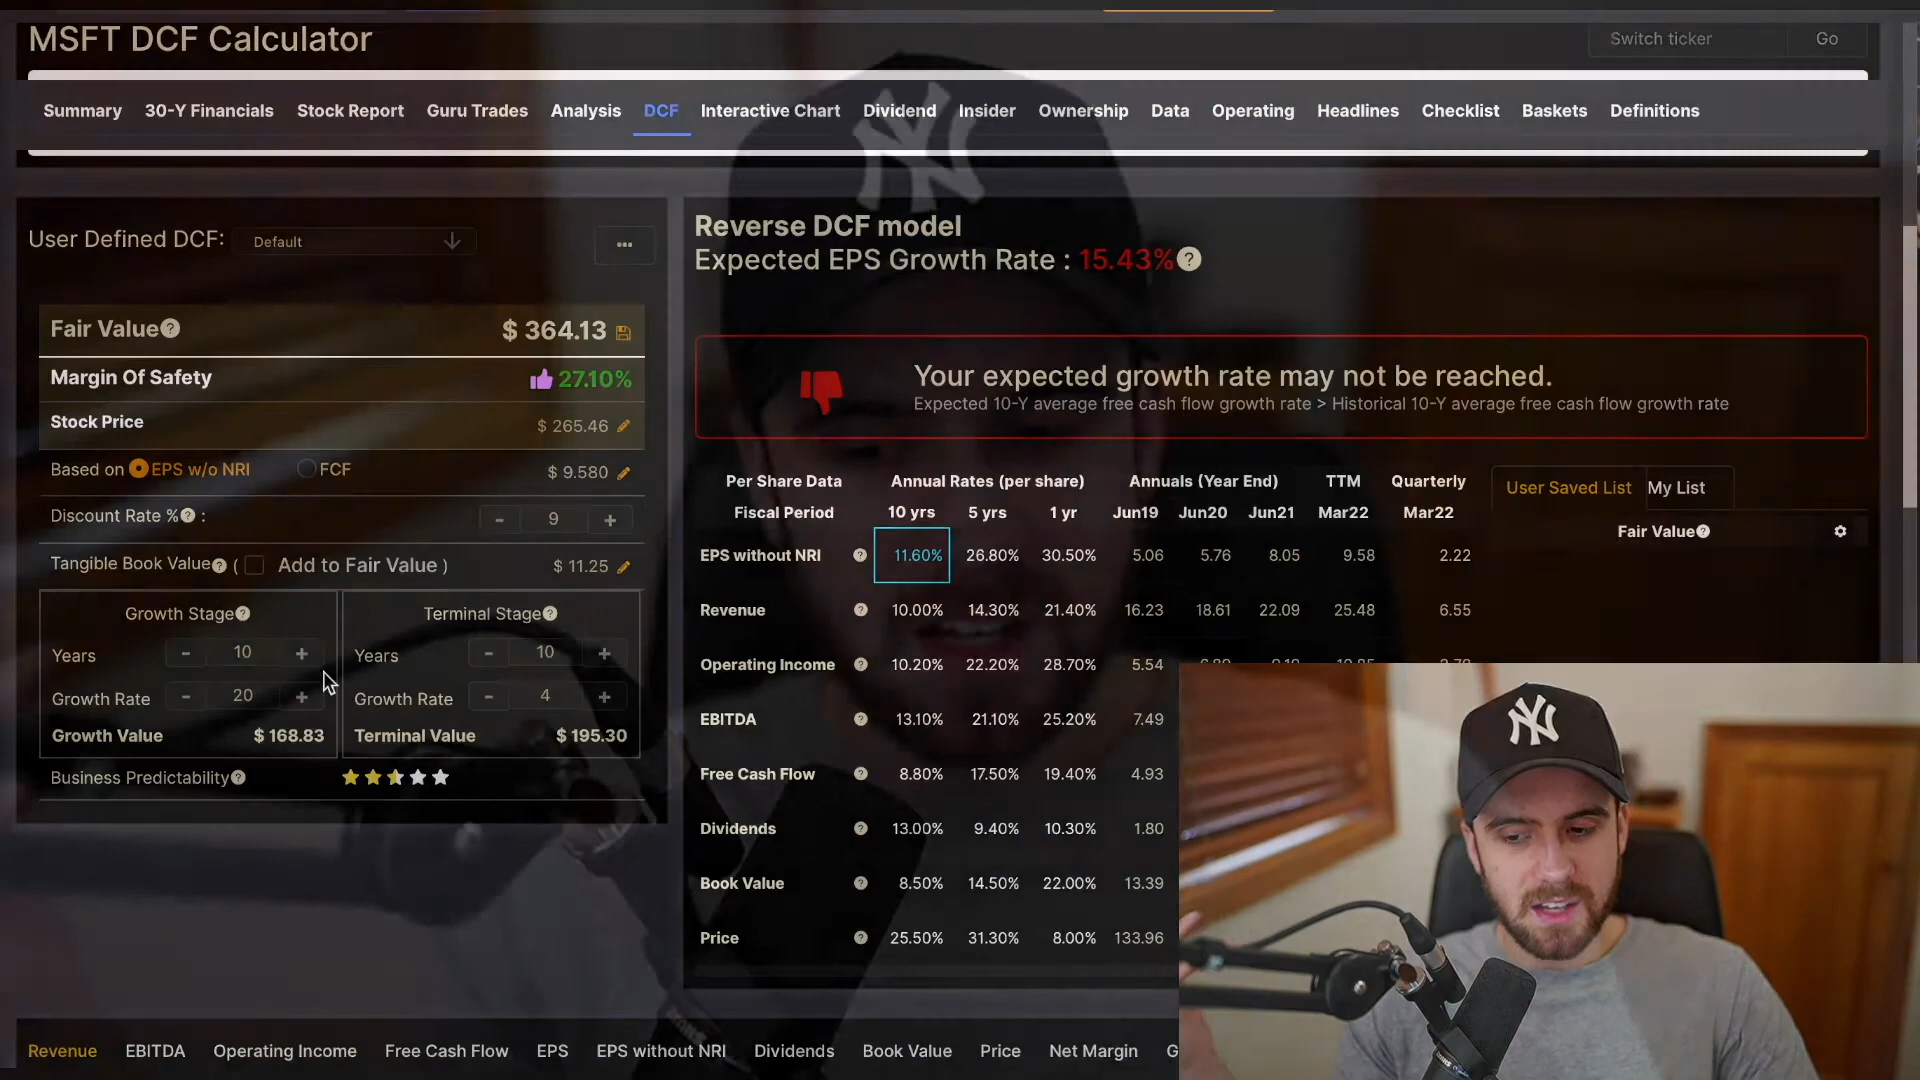 MSFT DCF Calculator
Switch ticker Go
Summary 30-Y Financials Stock Report Guru Trades Analysis DCF Interactive Chart Dividend Insider Ownership Data Operating Headlines Checklist Baskets Definitions
User Defined DCF: Default ...
Fair Value ? $ 364.13
Margin Of Safety 27.10%
Stock Price $ 265.46
Based on EPS w/o NRI FCF $ 9.580
Discount Rate % ? : - 9 +
Tangible Book Value ? ( Add to Fair Value ) $ 11.25
Growth Stage ?
Years - 10 +
Growth Rate - 20 +
Growth Value $ 168.83
Terminal Stage ?
Years - 10 +
Growth Rate - 4 +
Terminal Value $ 195.30
Business Predictability ?
Reverse DCF model
Expected EPS Growth Rate : 15.43% ?
Your expected growth rate may not be reached.
Expected 10-Y average free cash flow growth rate > Historical 10-Y average free cash flow growth rate
Per Share Data Annual Rates (per share) Annuals (Year End) TTM Quarterly
Fiscal Period 10 yrs 5 yrs 1 yr Jun19 Jun20 Jun21 Mar22 Mar22
EPS without NRI ? 11.60% 26.80% 30.50% 5.06 5.76 8.05 9.58 2.22
Revenue ? 10.00% 14.30% 21.40% 16.23 18.61 22.09 25.48 6.55
Operating Income ? 10.20% 22.20% 28.70% 5.54
EBITDA ? 13.10% 21.10% 25.20% 7.49
Free Cash Flow ? 8.80% 17.50% 19.40% 4.93
Dividends ? 13.00% 9.40% 10.30% 1.80
Book Value ? 8.50% 14.50% 22.00% 13.39
Price ? 25.50% 31.30% 8.00% 133.96
User Saved List My List
Fair Value ?
NY
NY
Revenue EBITDA Operating Income Free Cash Flow EPS EPS without NRI Dividends Book Value Price Net Margin G